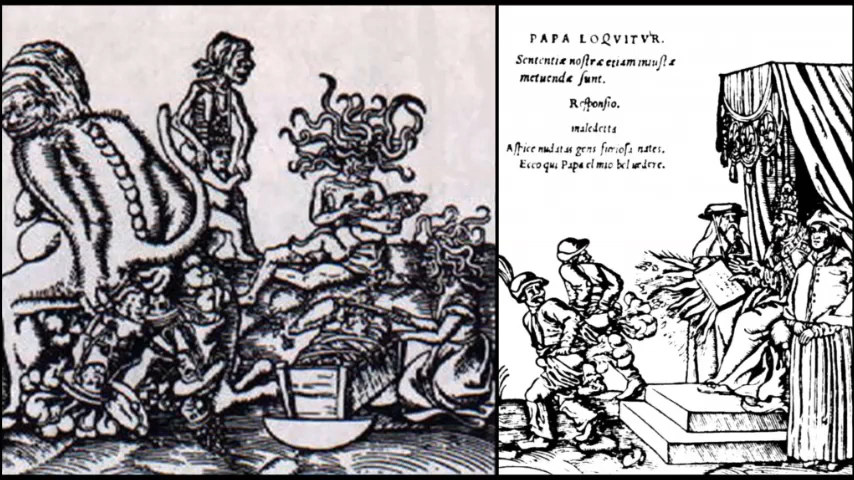 PAPA LOQVITVR.
Sententiæ noſtræ etiam iniuſtæ
metuendæ ſunt.
Reſponſio.
maledetta
Aſpice nudatas gens furioſa nates.
Ecco qui Papa el mio bel uedere.